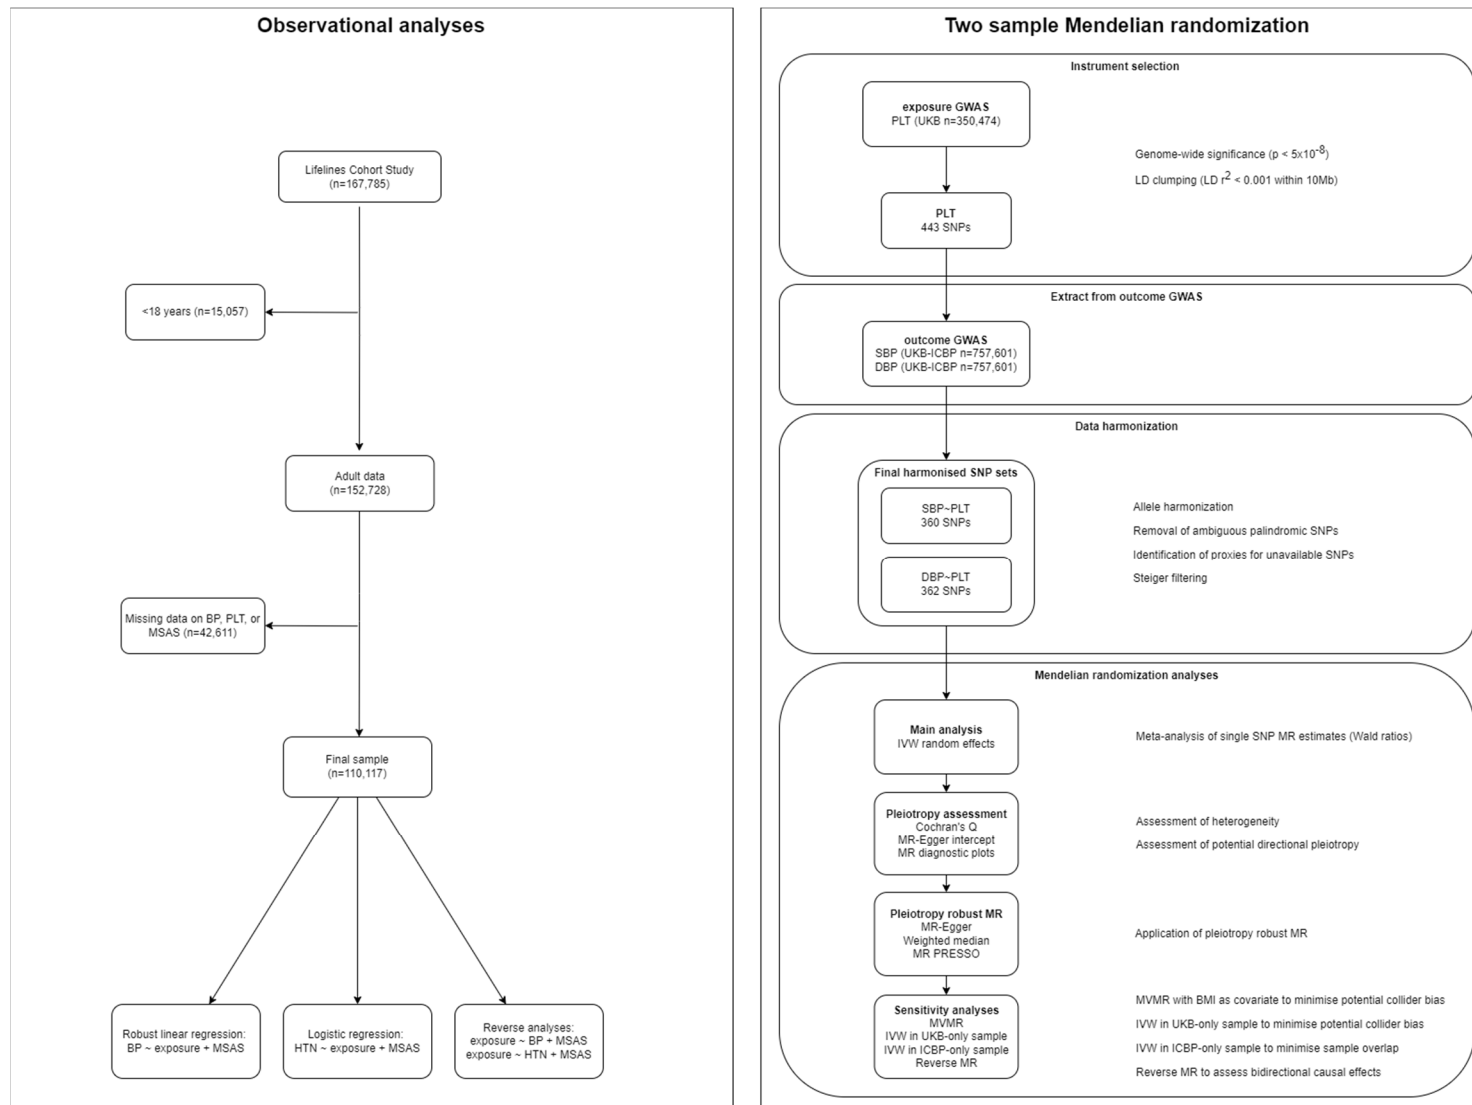 Observational analyses
Lifelines Cohort Study
(n=167,785)
<18 years (n=15,057)
Adult data
(n=152,728)
Missing data on BP, PLT, or
MSAS (n=42,611)
Final sample
(n=110,117)
Robust linear regression:
BP ~ exposure + MSAS
Logistic regression:
HTN ~ exposure + MSAS
Reverse analyses:
exposure ~ BP + MSAS
exposure ~ HTN + MSAS
Two sample Mendelian randomization
Instrument selection
exposure GWAS
PLT (UKB n=350,474)
Genome-wide significance (p < 5x10⁻⁸)
LD clumping (LD r² < 0.001 within 10Mb)
PLT
443 SNPs
Extract from outcome GWAS
outcome GWAS
SBP (UKB-ICBP n=757,601)
DBP (UKB-ICBP n=757,601)
Data harmonization
Final harmonised SNP sets
SBP~PLT
360 SNPs
DBP~PLT
362 SNPs
Allele harmonization
Removal of ambiguous palindromic SNPs
Identification of proxies for unavailable SNPs
Steiger filtering
Mendelian randomization analyses
Main analysis
IVW random effects
Meta-analysis of single SNP MR estimates (Wald ratios)
Pleiotropy assessment
Cochran's Q
MR-Egger intercept
MR diagnostic plots
Assessment of heterogeneity
Assessment of potential directional pleiotropy
Pleiotropy robust MR
MR-Egger
Weighted median
MR PRESSO
Application of pleiotropy robust MR
Sensitivity analyses
MVMR
IVW in UKB-only sample
IVW in ICBP-only sample
Reverse MR
MVMR with BMI as covariate to minimise potential collider bias
IVW in UKB-only sample to minimise potential collider bias
IVW in ICBP-only sample to minimise sample overlap
Reverse MR to assess bidirectional causal effects